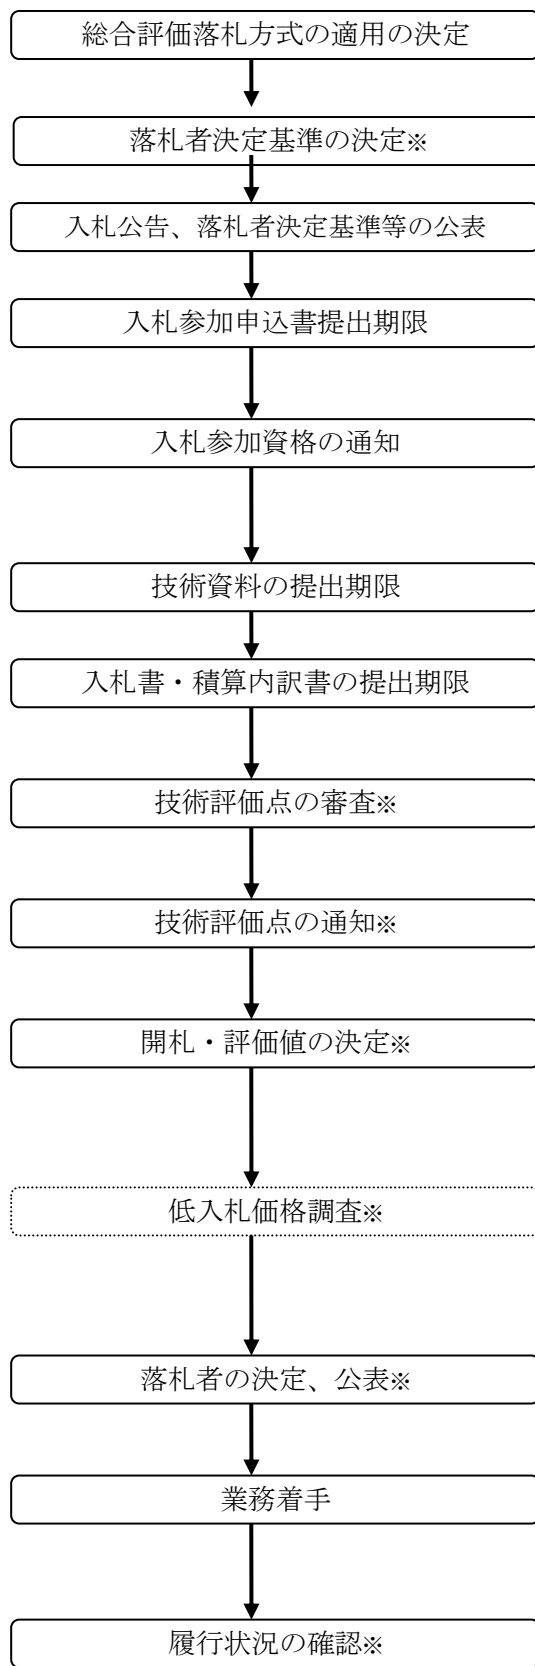 総合評価落札方式の適用の決定
落札者決定基準の決定※
入札公告、落札者決定基準等の公表
入札参加申込書提出期限
入札参加資格の通知
技術資料の提出期限
入札書・積算内訳書の提出期限
技術評価点の審査※
技術評価点の通知※
開札・評価値の決定※
低入札価格調査※
落札者の決定、公表※
業務着手
履行状況の確認※